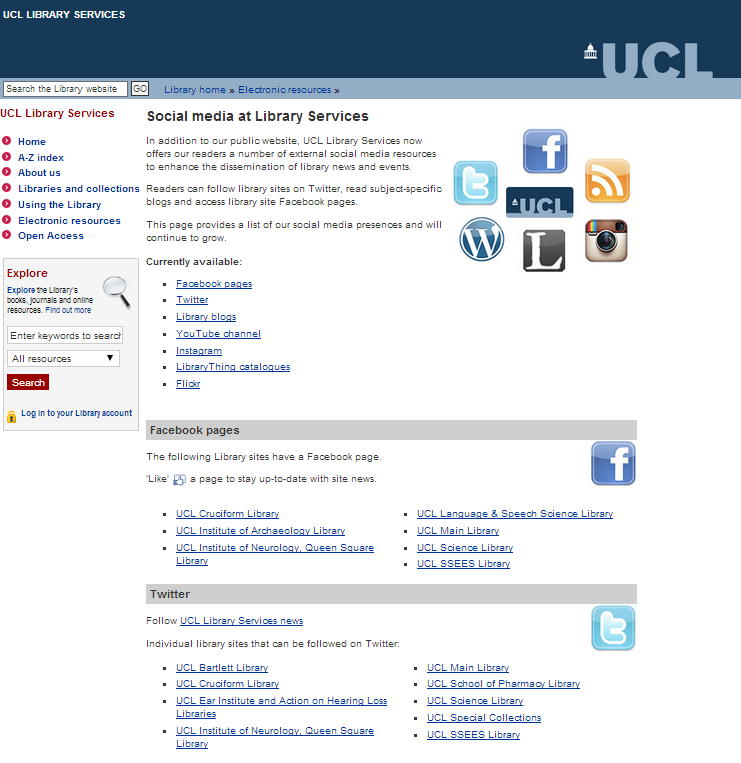 UCL LIBRARY SERVICES
UCL
Search the Library website GO Library home » Electronic resources »
UCL Library Services
Home
A-Z index
About us
Libraries and collections
Using the Library
Electronic resources
Open Access
Explore
Explore the Library's
books, journals and online
resources. Find out more
Enter keywords to search
All resources
Search
Log in to your Library account
Social media at Library Services
In addition to our public website, UCL Library Services now
offers our readers a number of external social media resources
to enhance the dissemination of library news and events.
Readers can follow library sites on Twitter, read subject-specific
blogs and access library site Facebook pages.
This page provides a list of our social media presences and will
continue to grow.
f
t
UCL
W
L
Currently available:
Facebook pages
Twitter
Library blogs
YouTube channel
Instagram
LibraryThing catalogues
Flickr
Facebook pages
f
The following Library sites have a Facebook page.
'Like' a page to stay up-to-date with site news.
UCL Cruciform Library
UCL Institute of Archaeology Library
UCL Institute of Neurology, Queen Square
Library
UCL Language & Speech Science Library
UCL Main Library
UCL Science Library
UCL SSEES Library
Twitter
t
Follow UCL Library Services news
Individual library sites that can be followed on Twitter:
UCL Bartlett Library
UCL Cruciform Library
UCL Ear Institute and Action on Hearing Loss
Libraries
UCL Institute of Neurology, Queen Square
Library
UCL Main Library
UCL School of Pharmacy Library
UCL Science Library
UCL Special Collections
UCL SSEES Library